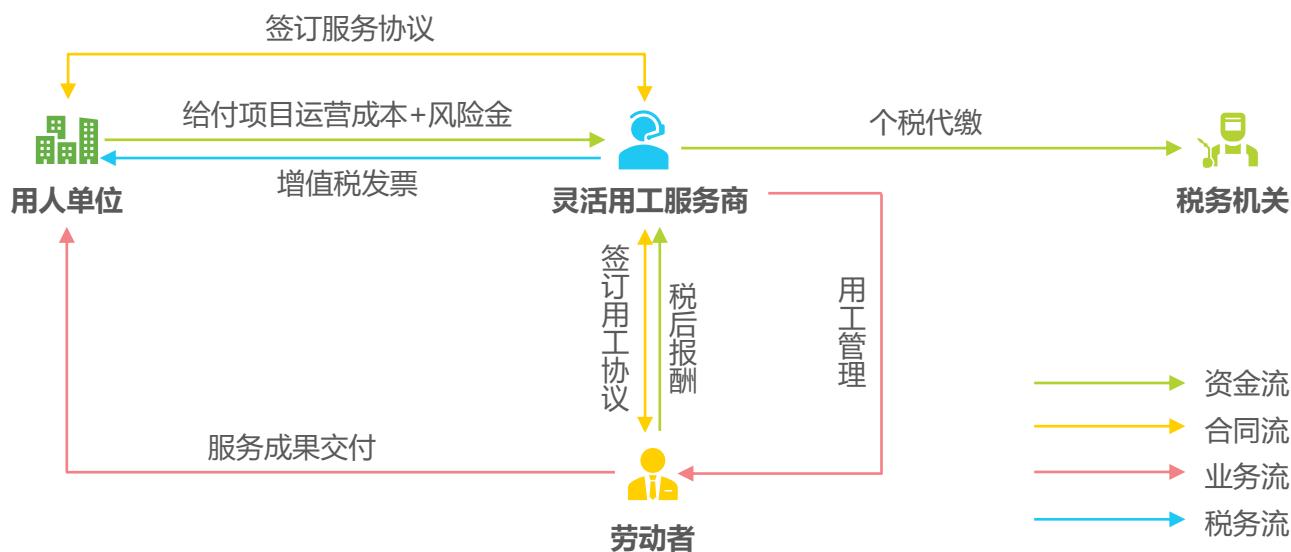 签订服务协议
给付项目运营成本+风险金
个税代缴
增值税发票
用人单位
灵活用工服务商
税务机关
签订用工协议
税后报酬
用工管理
服务成果交付
劳动者
资金流
合同流
业务流
税务流